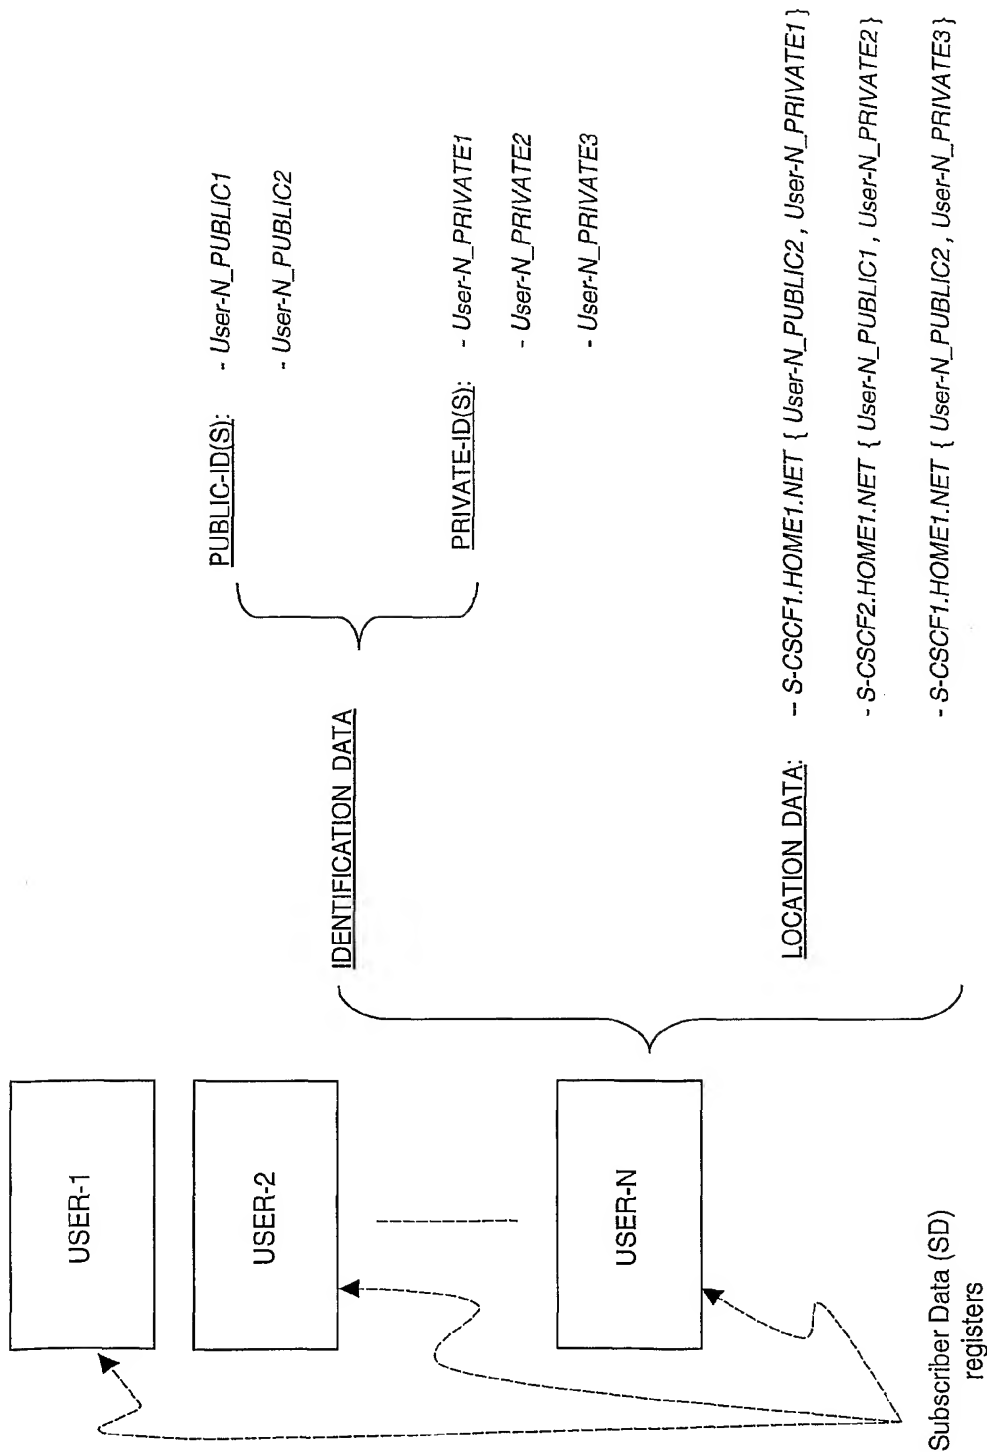 USER-1
USER-2
USER-N
Subscriber Data (SD)
registers
IDENTIFICATION DATA
PUBLIC-ID(S):
- User-N_PUBLIC1
- User-N_PUBLIC2
PRIVATE-ID(S):
- User-N_PRIVATE1
- User-N_PRIVATE2
- User-N_PRIVATE3
LOCATION DATA:
– S-CSCF1.HOME1.NET { User-N_PUBLIC2 , User-N_PRIVATE1 }
- S-CSCF2.HOME1.NET { User-N_PUBLIC1 , User-N_PRIVATE2}
- S-CSCF1.HOME1.NET { User-N_PUBLIC2, User-N_PRIVATE3 }